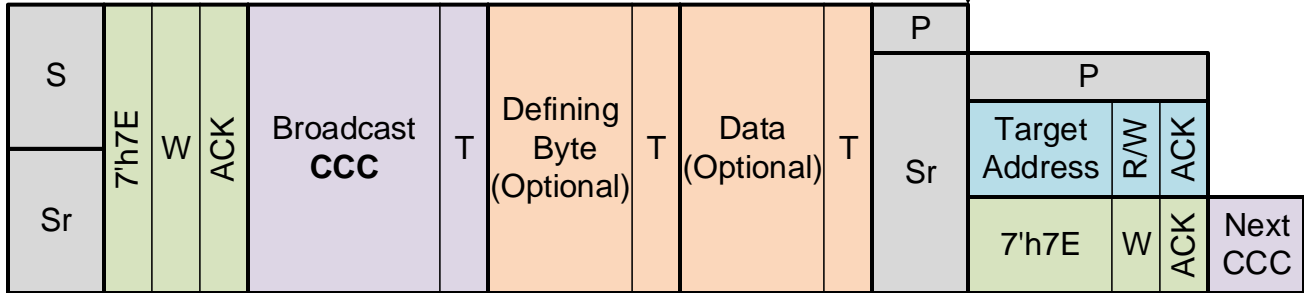 S
Sr
7'h7E
W
ACK
Broadcast
CCC
T
Defining
Byte
(Optional)
T
Data
(Optional)
T
P
Sr
P
Target
Address
R/W
ACK
7'h7E
W
ACK
Next
CCC